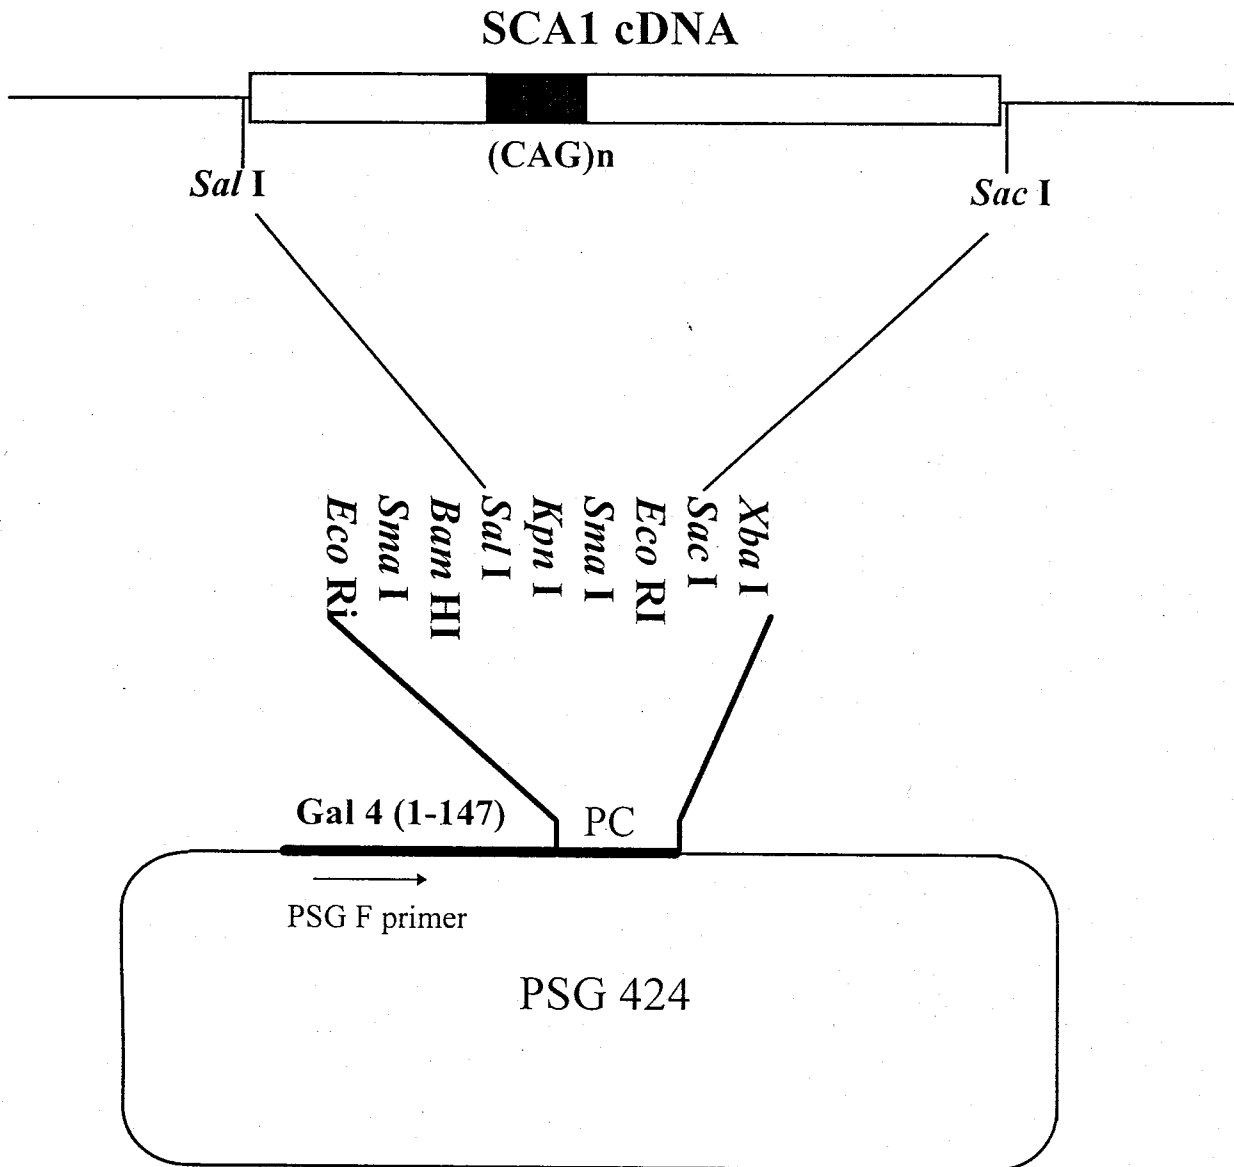 SCA1 cDNA
(CAG)n
Sal I
Sac I
Eco Ri
Sma I
Bam HI
Sal I
Kpn I
Sma I
Eco RI
Sac I
Xba I
Gal 4 (1-147)
PC
PSG F primer
PSG 424